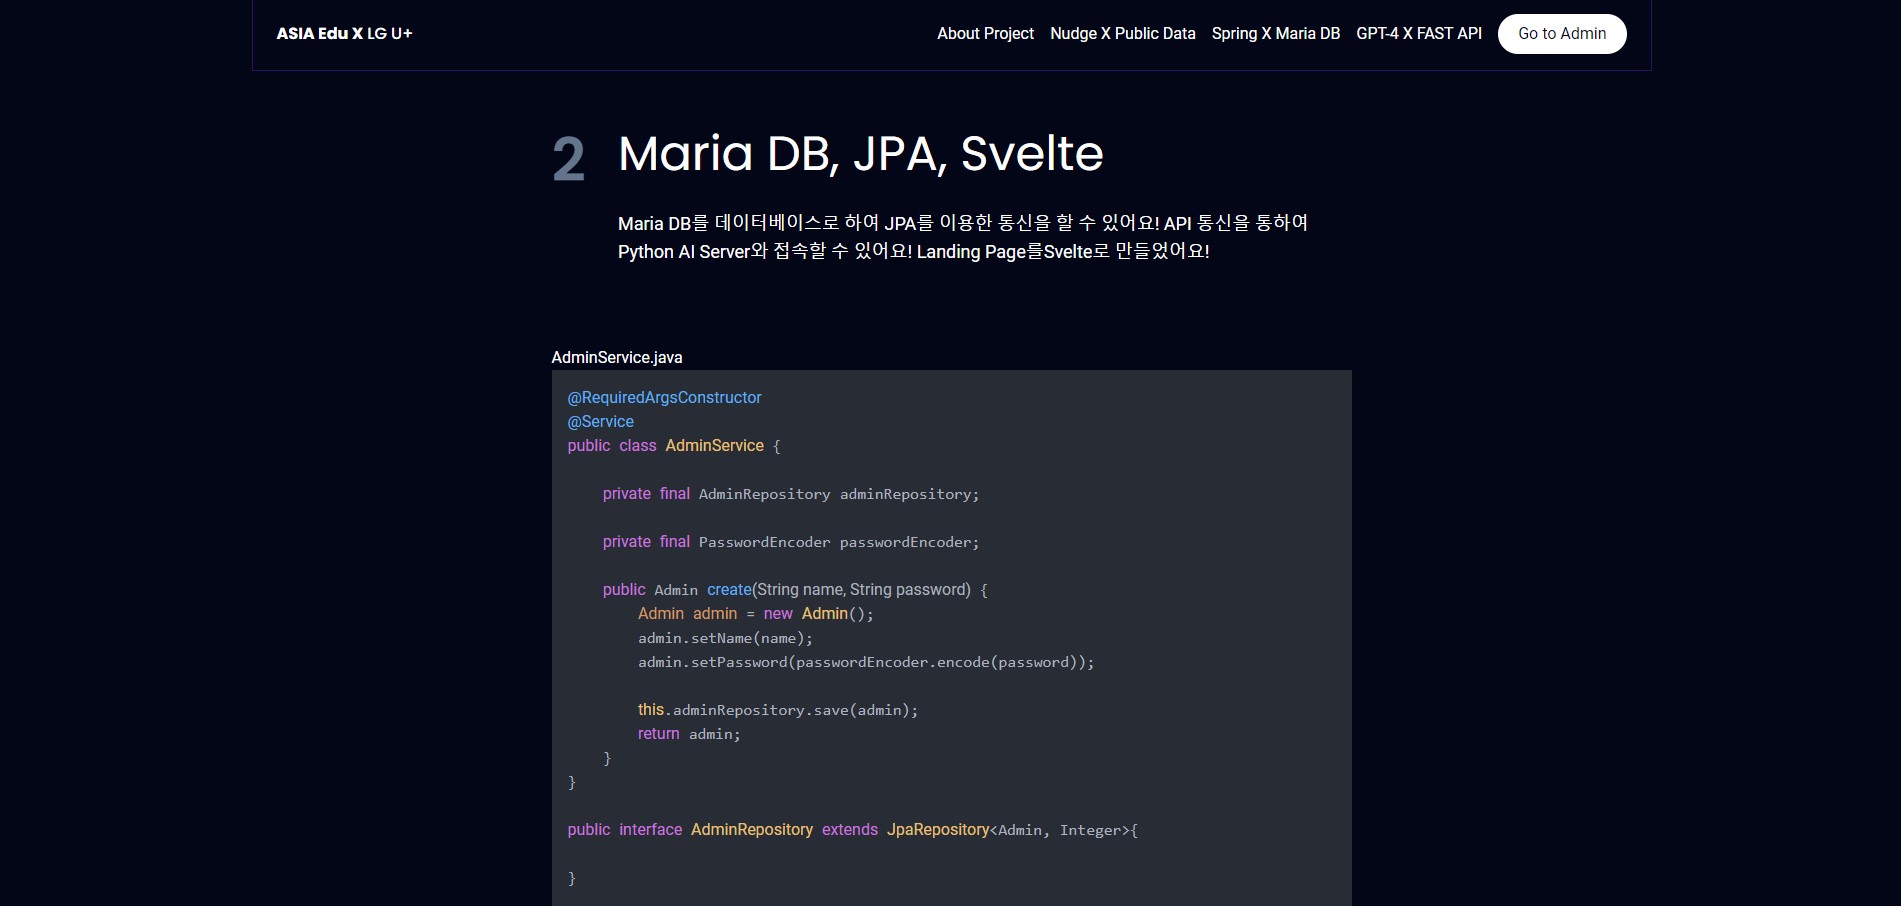 ASIA Edu X LG U+
About Project Nudge X Public Data Spring X Maria DB GPT-4 X FAST API Go to Admin
2 Maria DB, JPA, Svelte
Maria DB를 데이터베이스로 하여 JPA를 이용한 통신을 할 수 있어요! API 통신을 통하여
Python AI Server와 접속할 수 있어요! Landing Page를Svelte로 만들었어요!
AdminService.java
@RequiredArgsConstructor
@Service
public class AdminService {
private final AdminRepository adminRepository;
private final PasswordEncoder passwordEncoder;
public Admin create(String name, String password) {
Admin admin = new Admin();
admin.setName(name);
admin.setPassword(passwordEncoder.encode(password));
this.adminRepository.save(admin);
return admin;
}
}
public interface AdminRepository extends JpaRepository<Admin, Integer>{
}